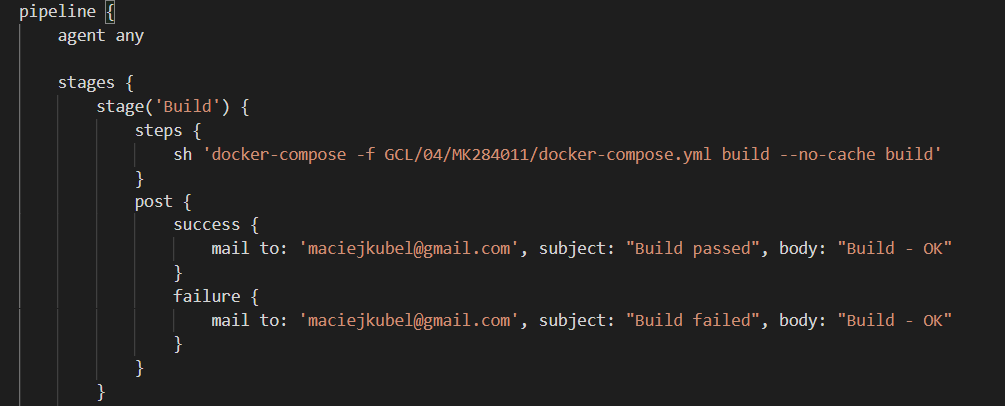 pipeline {
    agent any

    stages {
        stage('Build') {
            steps {
                sh 'docker-compose -f GCL/04/MK284011/docker-compose.yml build --no-cache build'
            }
            post {
                success {
                    mail to: 'maciejkubel@gmail.com', subject: "Build passed", body: "Build - OK"
                }
                failure {
                    mail to: 'maciejkubel@gmail.com', subject: "Build failed", body: "Build - OK"
                }
            }
        }